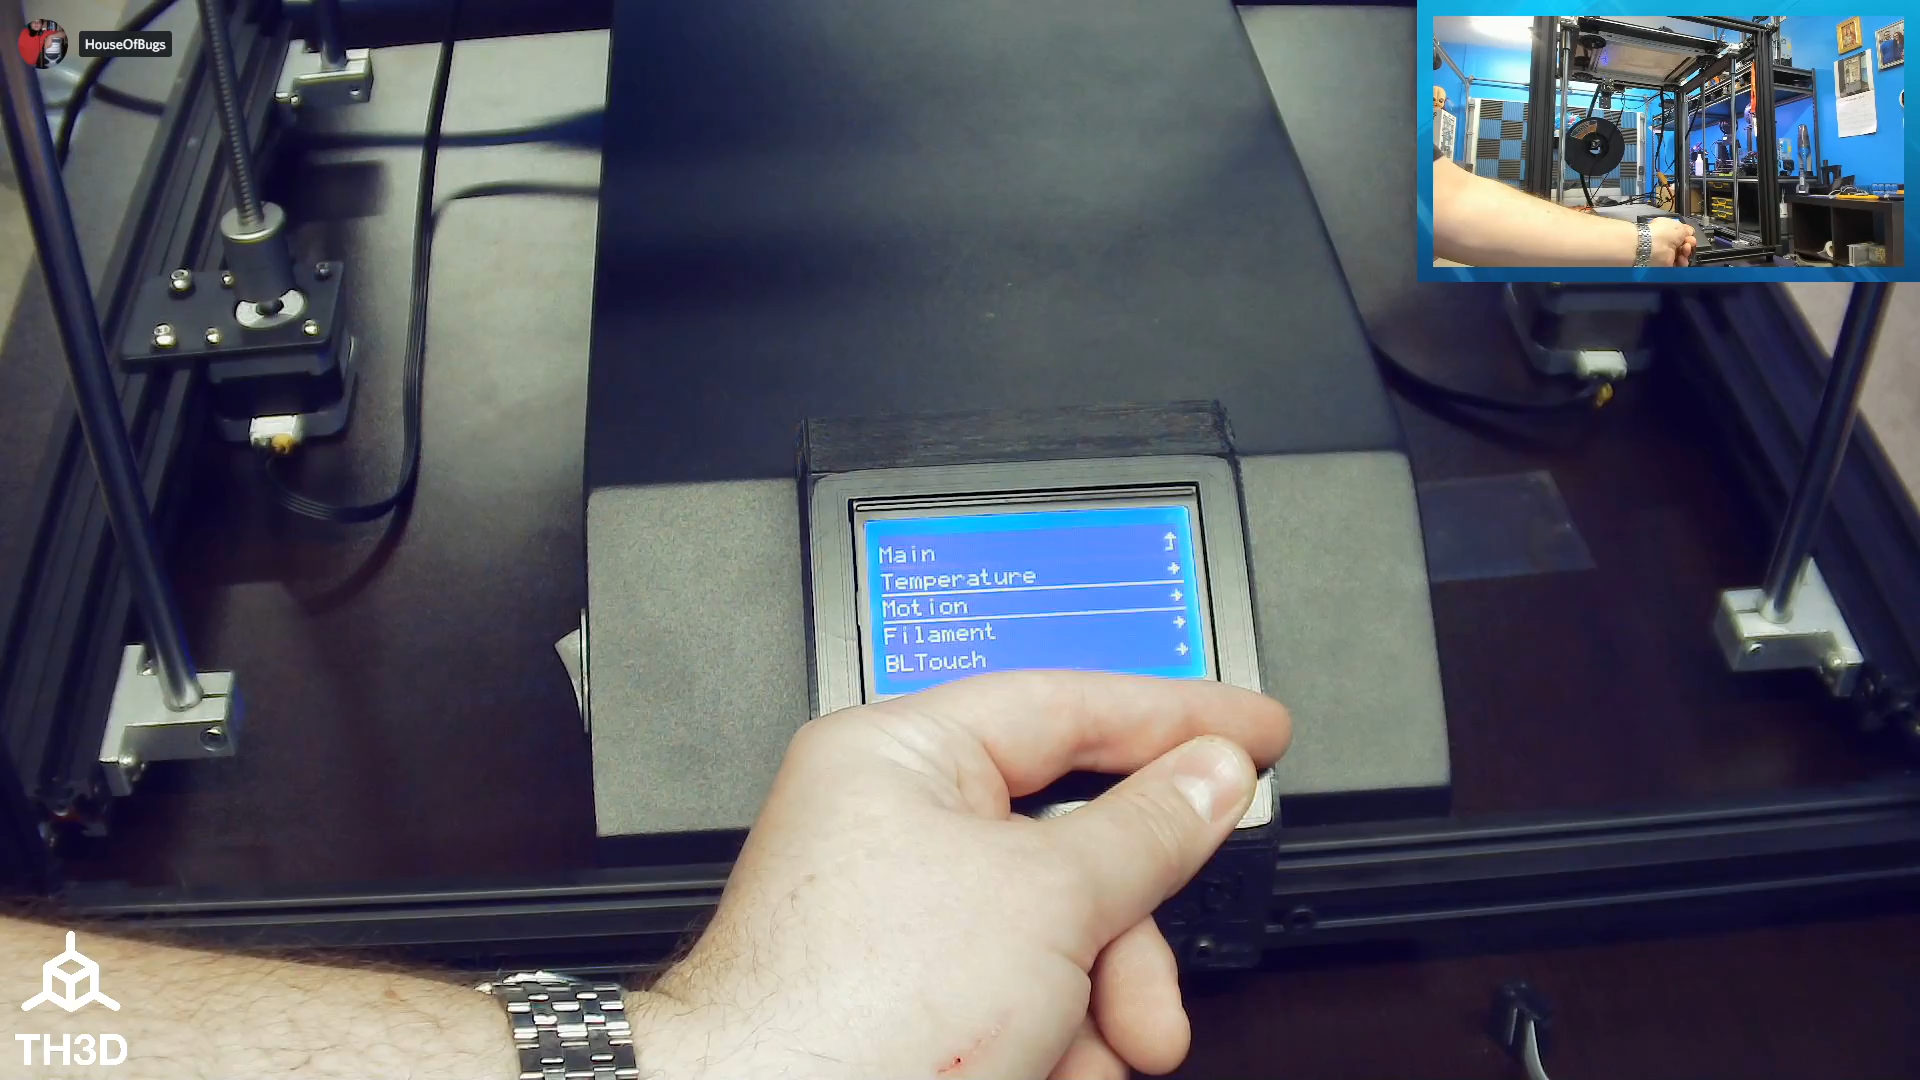 HouseOfBugs
Main
Temperature
Motion
Filament
BLTouch
TH3D